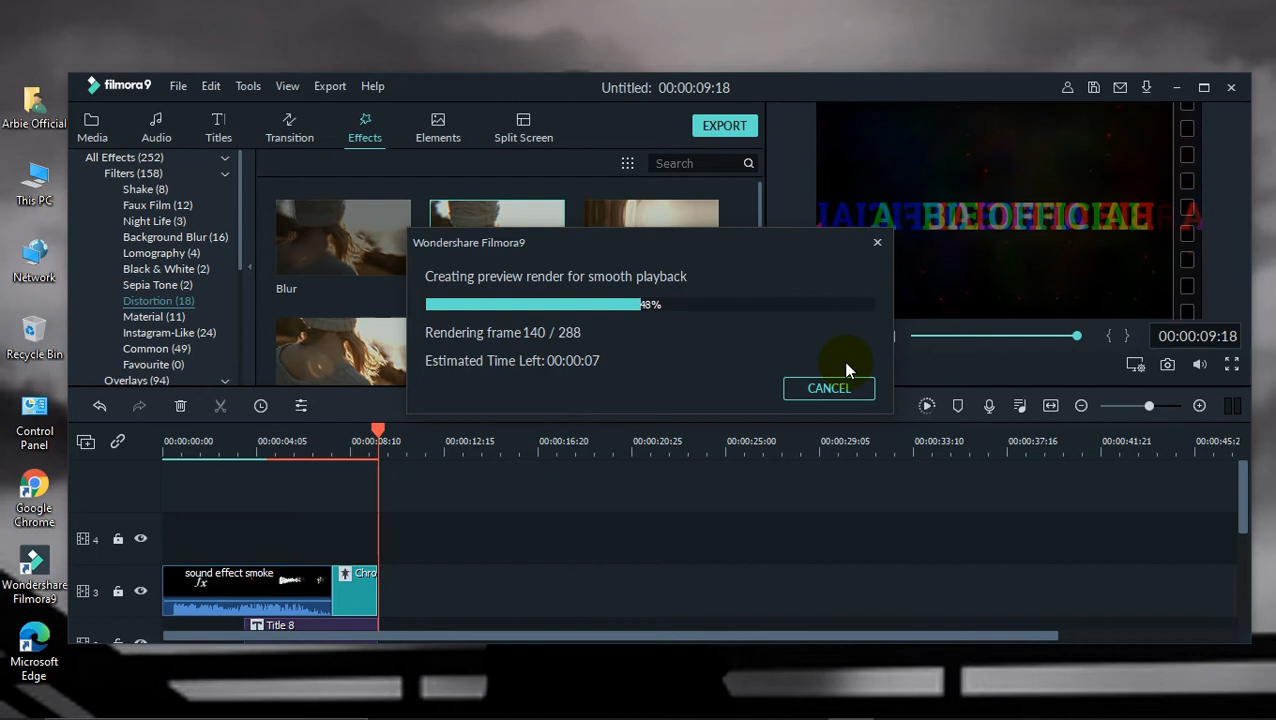 Arbie Official
This PC
Network
Recycle Bin
Control
Panel
Google
Chrome
Wondershare
Filmora9
Microsoft
Edge
filmora9
File Edit Tools View Export Help
Untitled: 00:00:09:18
Media Audio Titles Transition Effects Elements Split Screen
EXPORT
All Effects (252)
Filters (158)
Shake (8)
Faux Film (12)
Night Life (3)
Background Blur (16)
Lomography (4)
Black & White (2)
Sepia Tone (2)
Distortion (18)
Material (11)
Instagram-Like (24)
Common (49)
Favourite (0)
Overlays (94)
Search
Blur
Wondershare Filmora9
Creating preview render for smooth playback
48%
Rendering frame 140 / 288
Estimated Time Left: 00:00:07
CANCEL
{ } 00:00:09:18
00:00:00:00 00:00:04:05 00:00:08:10 00:00:12:15 00:00:16:20 00:00:20:25 00:00:25:00 00:00:29:05 00:00:33:10 00:00:37:16 00:00:41:21 00:00:45:2
4
3
sound effect smoke
fx
Chro
T Title 8